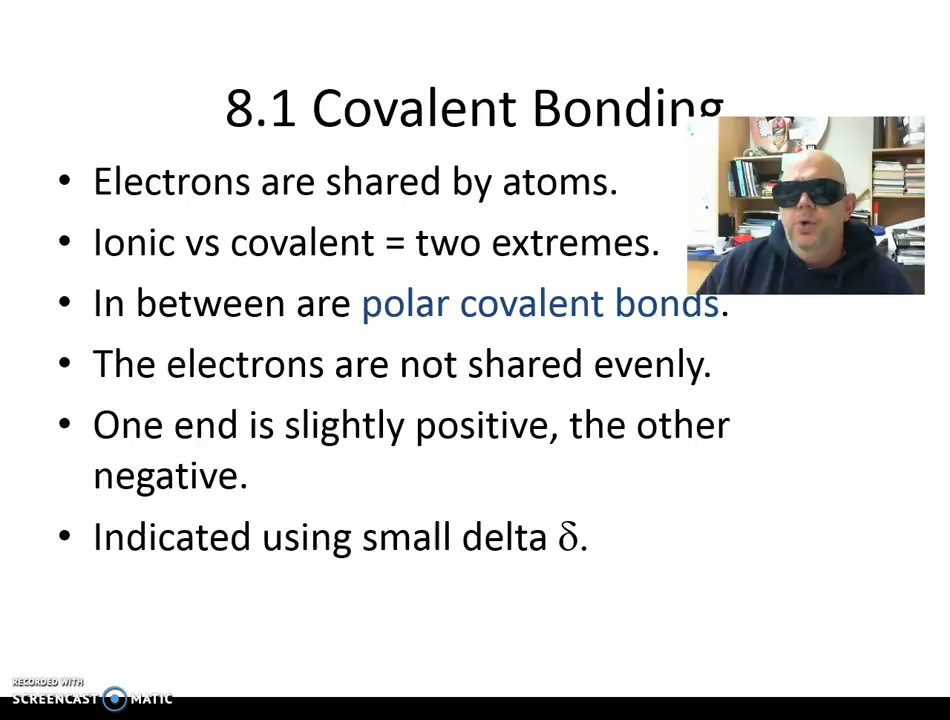 8.1 Covalent Bonding
• Electrons are shared by atoms.
• Ionic vs covalent = two extremes.
• In between are polar covalent bonds.
• The electrons are not shared evenly.
• One end is slightly positive, the other
negative.
• Indicated using small delta δ.
RECORDED WITH
SCREENCAST MATIC